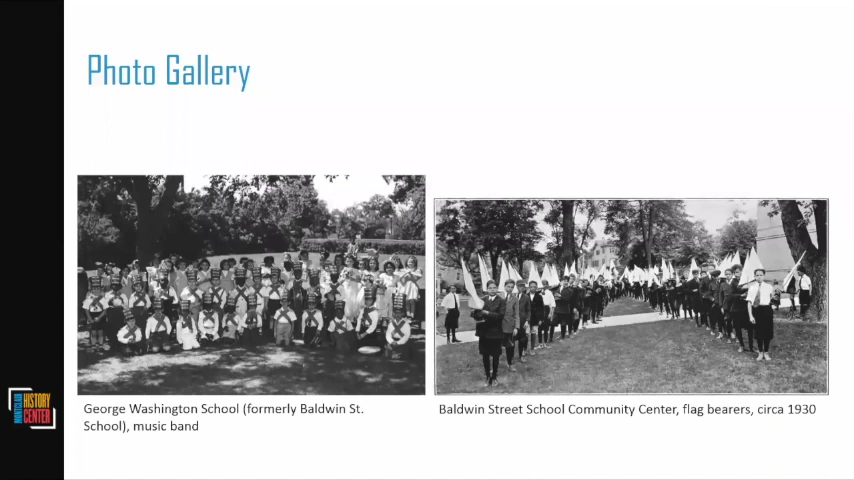 Photo Gallery
George Washington School (formerly Baldwin St.
School), music band
Baldwin Street School Community Center, flag bearers, circa 1930
MONTCLAIR
HISTORY
CENTER